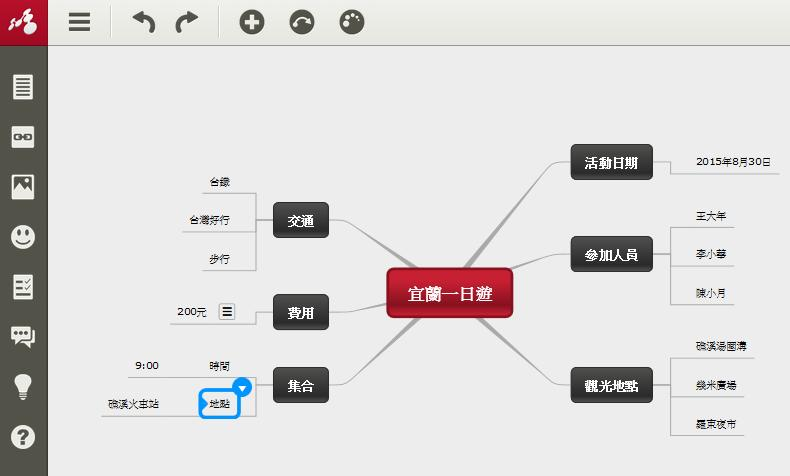 活動日期
2015年8月30日
台鐵
台灣好行
步行
交通
參加人員
王大年
李小華
陳小月
宜蘭一日遊
200元
費用
9:00
時間
礁溪火車站
地點
集合
觀光地點
礁溪湯圍溝
幾米廣場
羅東夜市